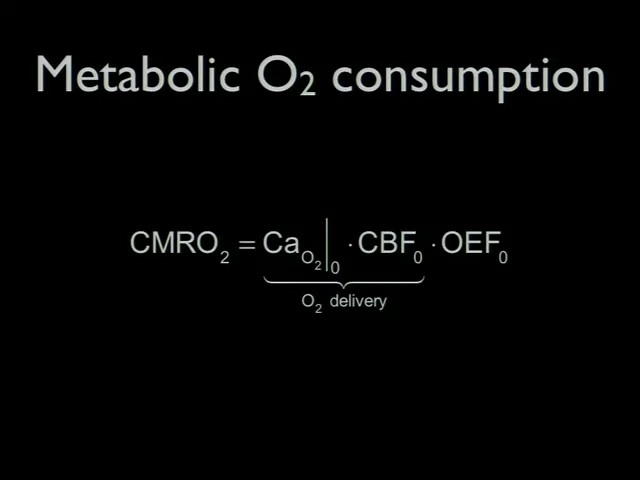 Metabolic O₂ consumption
CMRO₂ = Ca_O₂|₀ · CBF₀ · OEF₀
O₂ delivery